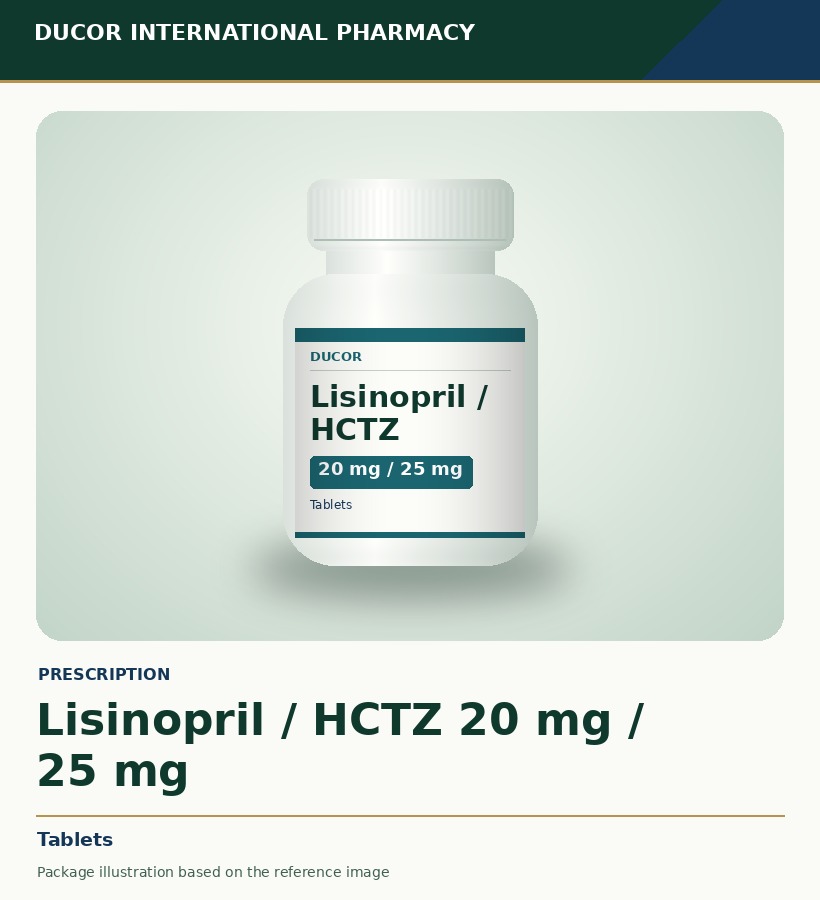 DUCOR INTERNATIONAL PHARMACY
DUCOR
Lisinopril /
HCTZ
20 mg / 25 mg
Tablets
PRESCRIPTION
Lisinopril / HCTZ 20 mg /
25 mg
Tablets
Package illustration based on the reference image